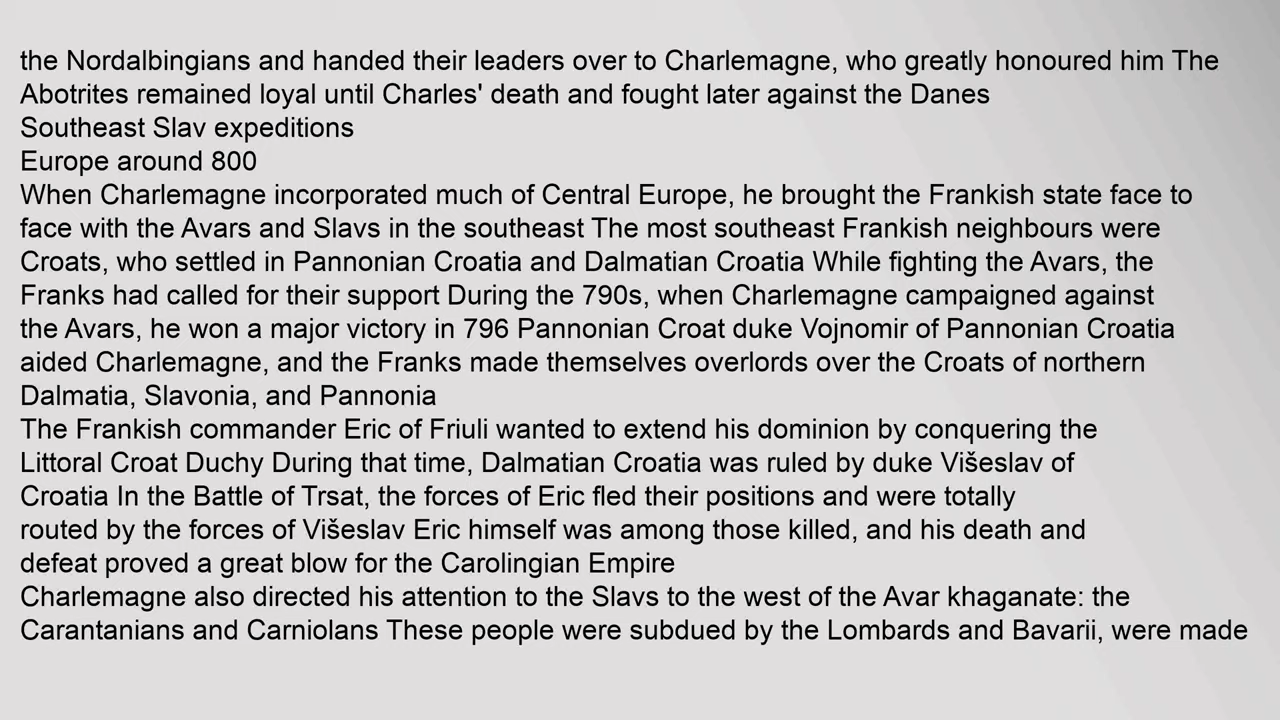 the Nordalbingians and handed their leaders over to Charlemagne, who greatly honoured him The
Abotrites remained loyal until Charles' death and fought later against the Danes
Southeast Slav expeditions
Europe around 800
When Charlemagne incorporated much of Central Europe, he brought the Frankish state face to
face with the Avars and Slavs in the southeast The most southeast Frankish neighbours were
Croats, who settled in Pannonian Croatia and Dalmatian Croatia While fighting the Avars, the
Franks had called for their support During the 790s, when Charlemagne campaigned against
the Avars, he won a major victory in 796 Pannonian Croat duke Vojnomir of Pannonian Croatia
aided Charlemagne, and the Franks made themselves overlords over the Croats of northern
Dalmatia, Slavonia, and Pannonia
The Frankish commander Eric of Friuli wanted to extend his dominion by conquering the
Littoral Croat Duchy During that time, Dalmatian Croatia was ruled by duke Višeslav of
Croatia In the Battle of Trsat, the forces of Eric fled their positions and were totally
routed by the forces of Višeslav Eric himself was among those killed, and his death and
defeat proved a great blow for the Carolingian Empire
Charlemagne also directed his attention to the Slavs to the west of the Avar khaganate: the
Carantanians and Carniolans These people were subdued by the Lombards and Bavarii, were made